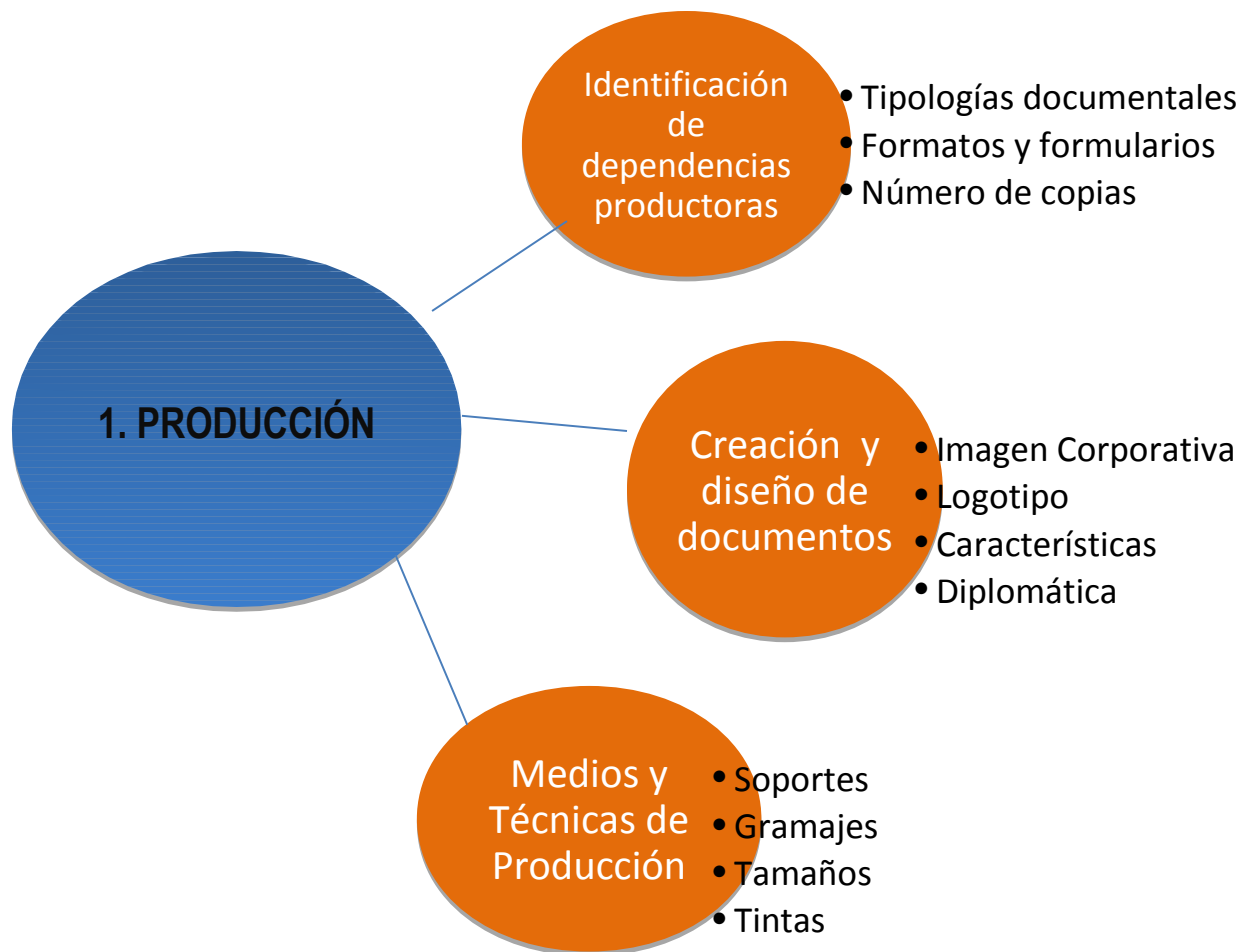 1. PRODUCCIÓN
Identificación
de
dependencias
productoras
• Tipologías documentales
• Formatos y formularios
• Número de copias
Creación y
diseño de
documentos
• Imagen Corporativa
• Logotipo
• Característísticas
• Diplomática
Medios y
Técnicas de
Producción
• Soportes
• Gramajes
• Tamaños
• Tintas